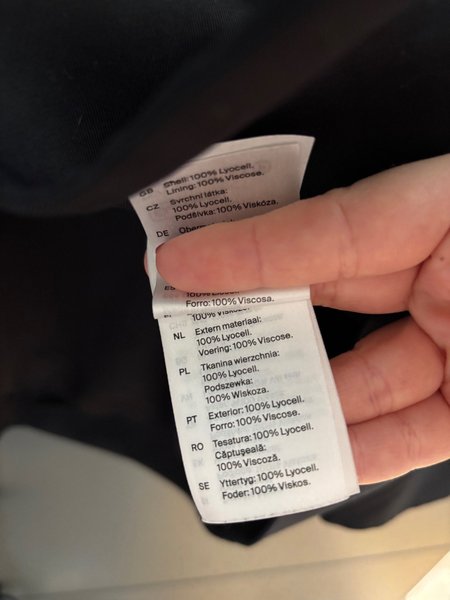 GB Shell: 100% Lyocell.
Lining: 100% Viscose.
CZ Svrchní látka:
100% Lyocell.
Podšívka: 100% Viskóza.
DE
ES
Forro: 100% Viscosa.
NL Extern materiaal:
100% Lyocell.
Voering: 100% Viscose.
PL Tkanina wierzchnia:
100% Lyocell.
Podszewka:
100% Wiskoza.
PT Exterior: 100% Lyocell.
Forro: 100% Viscose.
RO Tesatura: 100% Lyocell.
Căptuşeală:
100% Viscoză.
SE Yttertyg: 100% Lyocell.
Foder: 100% Viskos.